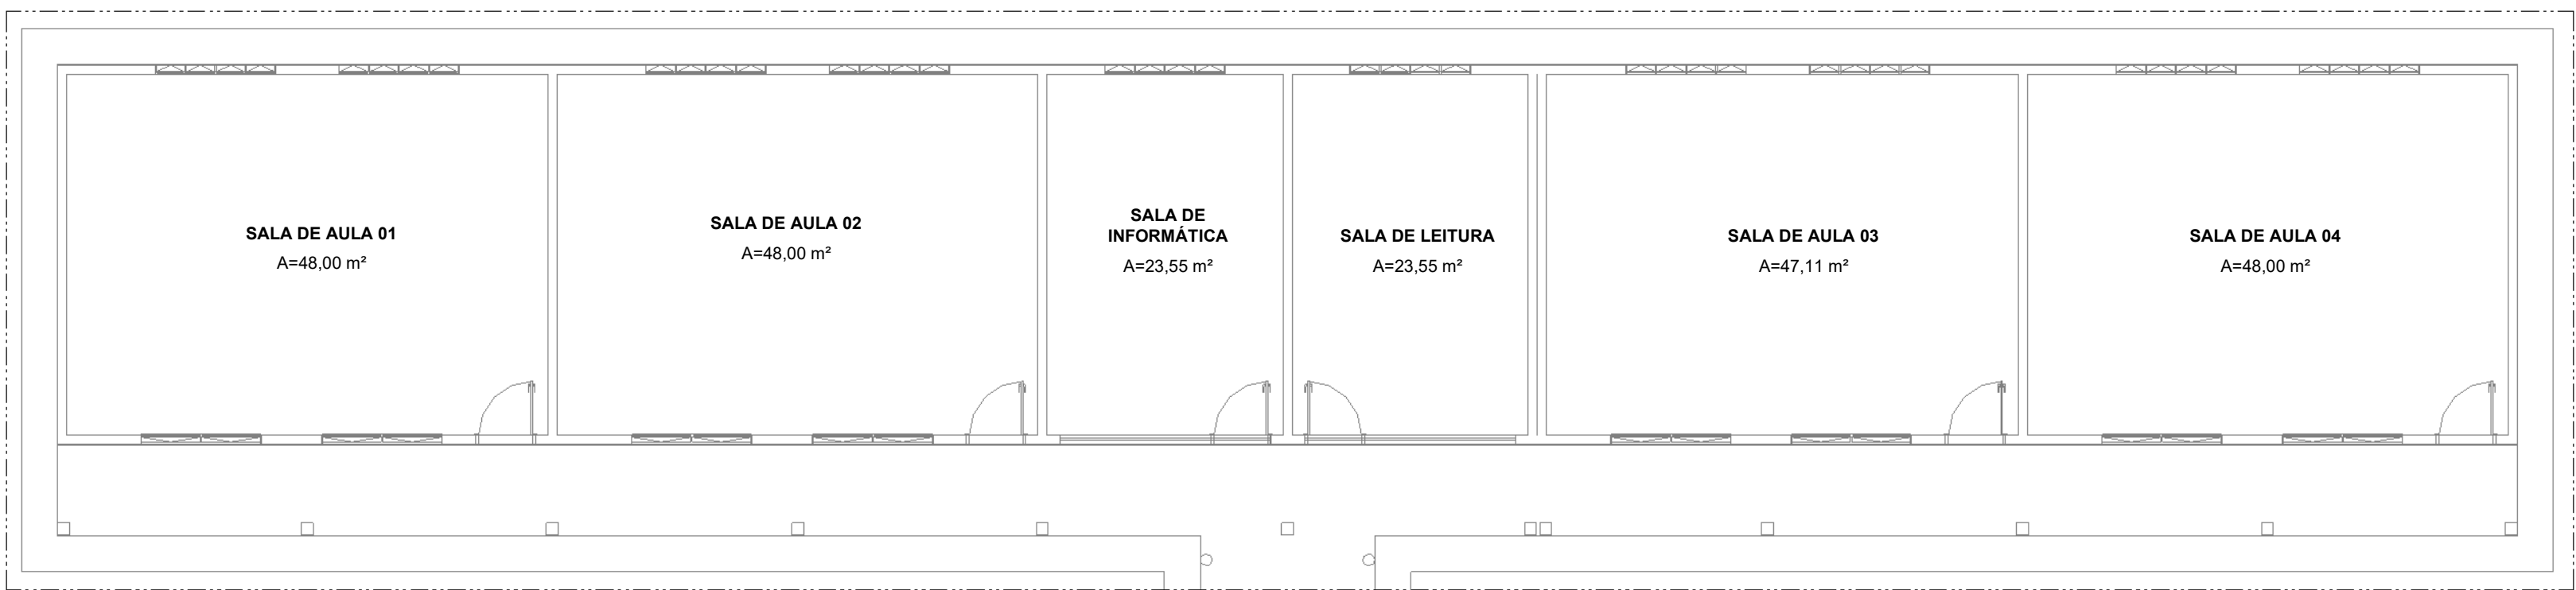 SALA DE AULA 01
A=48,00 m²
SALA DE AULA 02
A=48,00 m²
SALA DE
INFORMÁTICA
A=23,55 m²
SALA DE LEITURA
A=23,55 m²
SALA DE AULA 03
A=47,11 m²
SALA DE AULA 04
A=48,00 m²